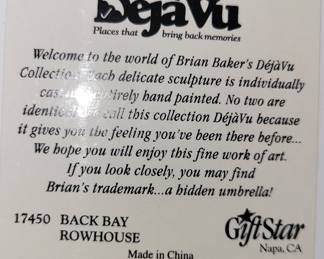 DéjàVu
Places that bring back memories
Welcome to the world of Brian Baker's DéjàVu
Each delicate sculpture is individually
hand painted. No two are
call this collection DéjàVu because
it gives you the feeling you've been there before...
We hope you will enjoy this fine work of art.
If you look closely, you may find
Brian's trademark...a hidden umbrella!
17450 BACK BAY
ROWHOUSE
GiftStar
Napa, CA
Made in China